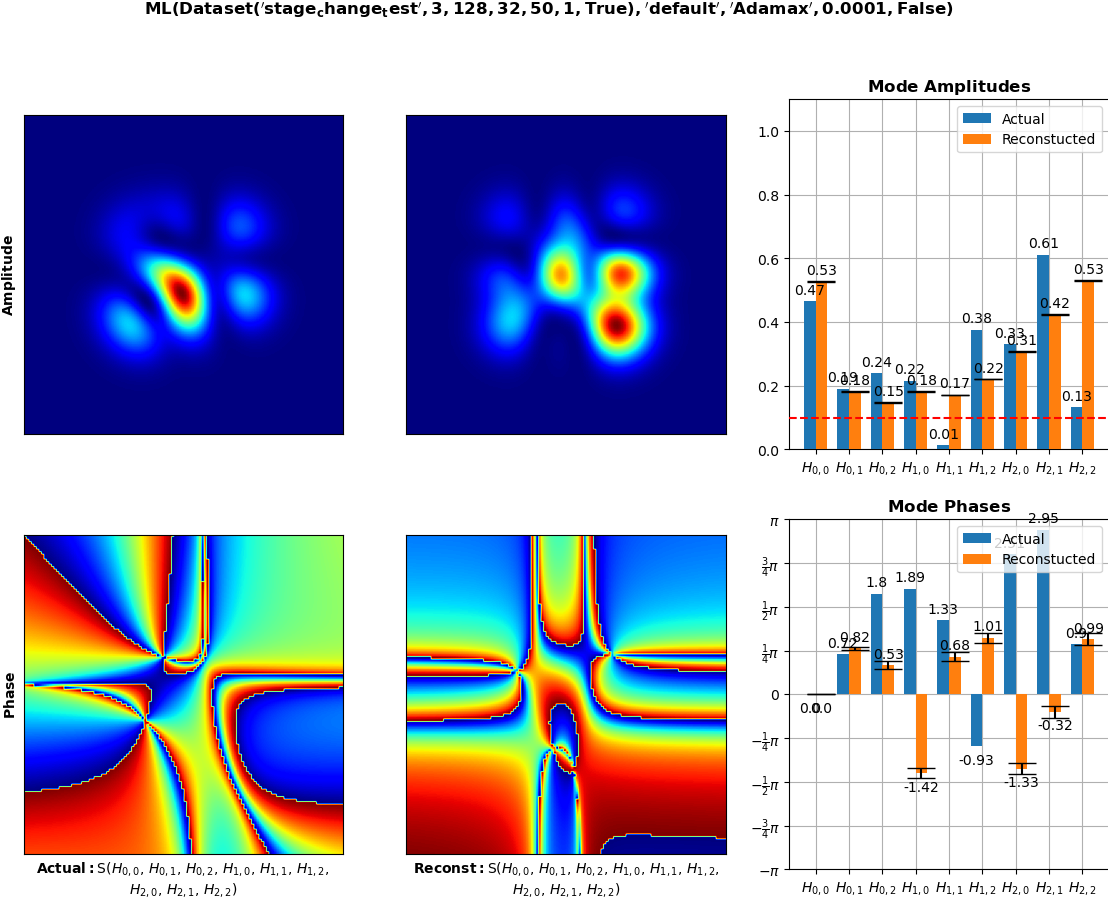 ML(Dataset('stage_change_test', 3, 128, 32, 50, 1, True), 'default', 'Adamax', 0.0001, False)
Amplitude
Mode Amplitudes
Actual
Reconstucted
1.0
0.8
0.6
0.4
0.2
0.0
0.47
0.53
0.19
0.18
0.24
0.15
0.22
0.18
0.01
0.17
0.38
0.22
0.33
0.31
0.61
0.42
0.13
0.53
H0,0 H0,1 H0,2 H1,0 H1,1 H1,2 H2,0 H2,1 H2,2
Phase
Actual: S(H0,0, H0,1, H0,2, H1,0, H1,1, H1,2,
H2,0, H2,1, H2,2)
Reconst: S(H0,0, H0,1, H0,2, H1,0, H1,1, H1,2,
H2,0, H2,1, H2,2)
Mode Phases
Actual
Reconstucted
π
3/4π
1/2π
1/4π
0
−1/4π
−1/2π
−3/4π
−π
0.0
0.0
0.72
0.82
1.8
0.53
1.89
-1.42
1.33
0.68
-0.93
1.01
-1.33
2.95
-0.32
0.99
H0,0 H0,1 H0,2 H1,0 H1,1 H1,2 H2,0 H2,1 H2,2